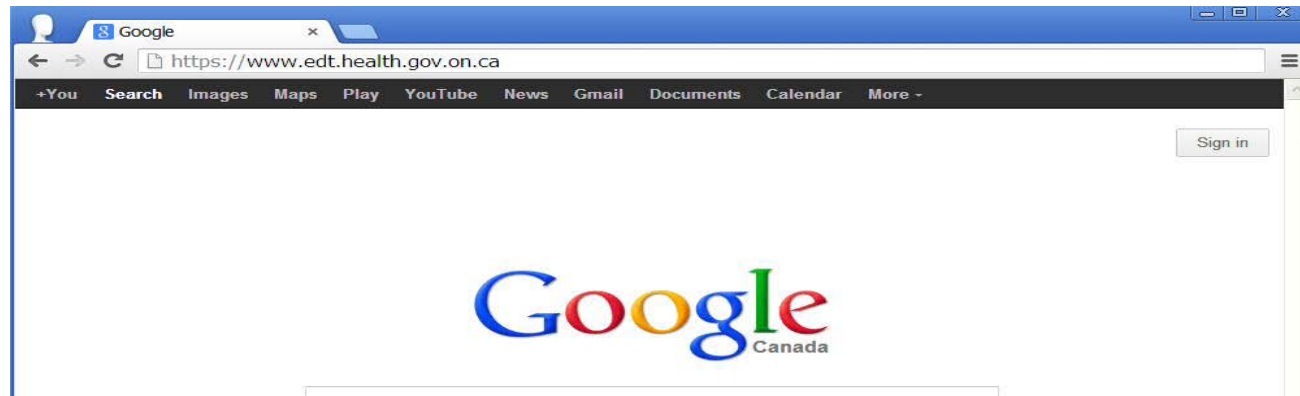 Google
https://www.edt.health.gov.on.ca
+You Search Images Maps Play YouTube News Gmail Documents Calendar More
Sign in
Google
Canada